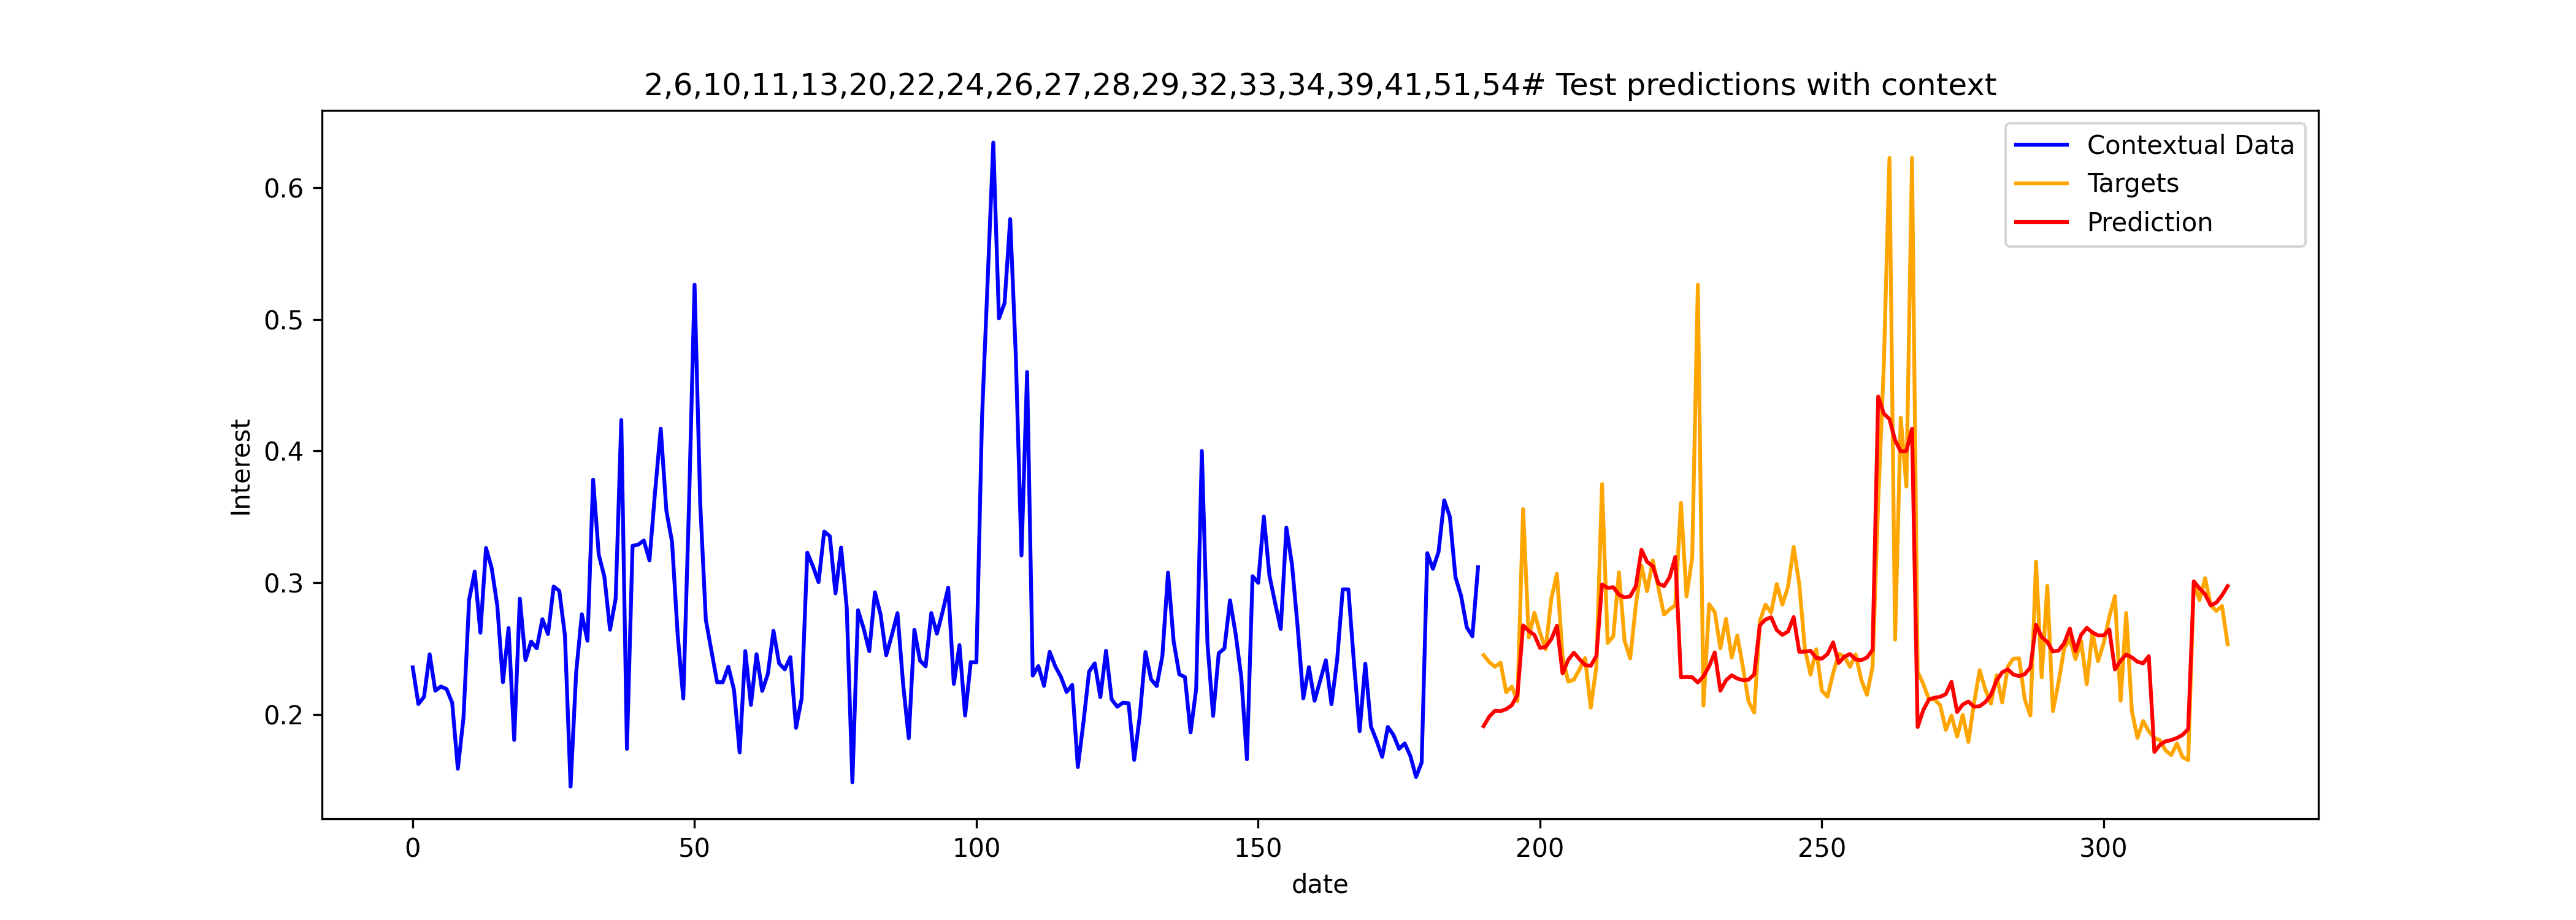 2,6,10,11,13,20,22,24,26,27,28,29,32,33,34,39,41,51,54# Test predictions with context
Contextual Data
Targets
Prediction
Interest
0.6
0.5
0.4
0.3
0.2
0 50 100 150 200 250 300
date